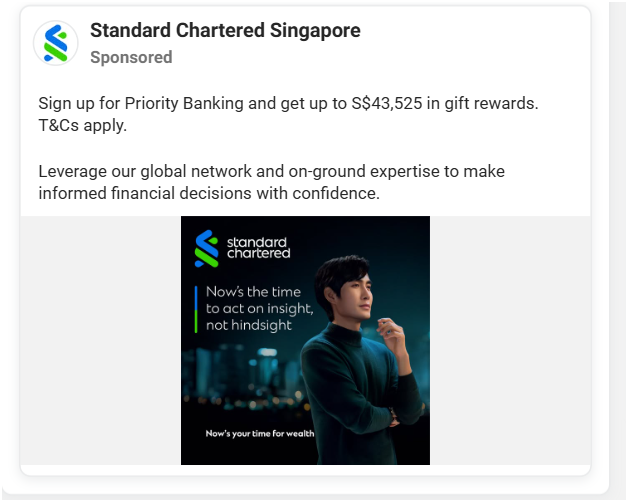 Standard Chartered Singapore
Sponsored
Sign up for Priority Banking and get up to S$43,525 in gift rewards.
T&Cs apply.
Leverage our global network and on-ground expertise to make
informed financial decisions with confidence.
standard
chartered
Now's the time
to act on insight,
not hindsight
Now's your time for wealth